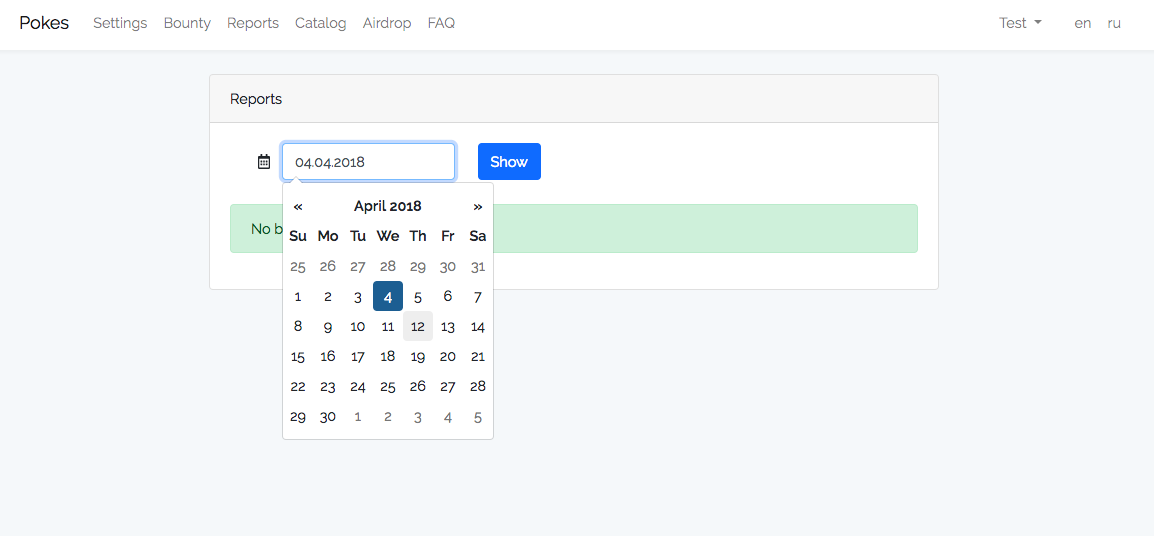 Pokes Settings Bounty Reports Catalog Airdrop FAQ Test en ru
Reports
04.04.2018 Show
No b
« April 2018 »
Su Mo Tu We Th Fr Sa
25 26 27 28 29 30 31
1 2 3 4 5 6 7
8 9 10 11 12 13 14
15 16 17 18 19 20 21
22 23 24 25 26 27 28
29 30 1 2 3 4 5